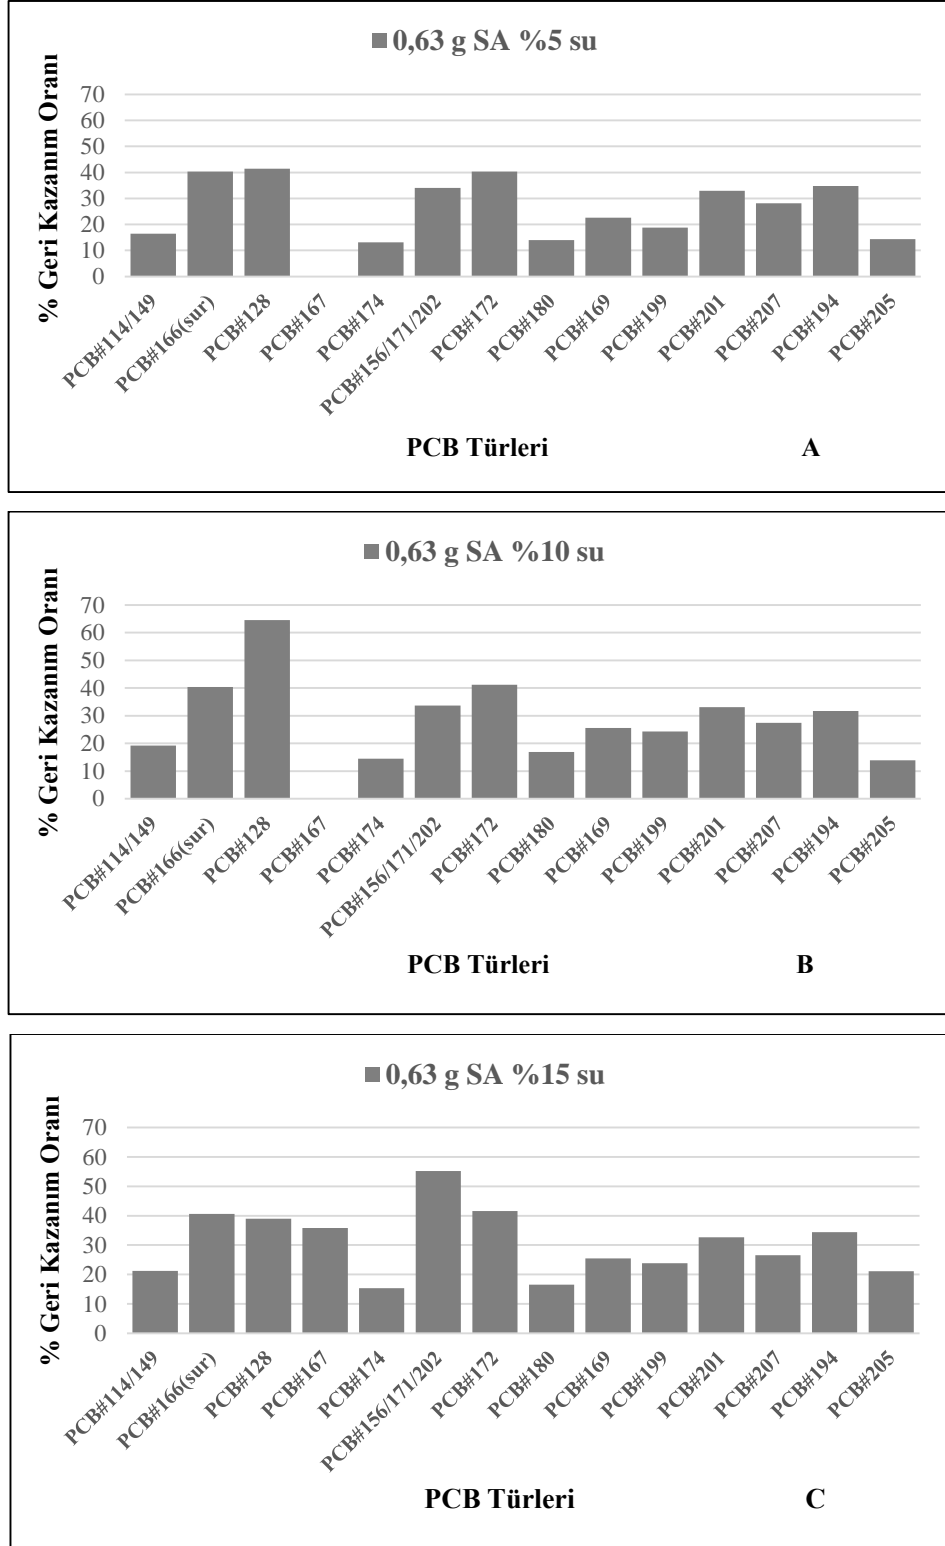 0,63 g SA %5 su
% Geri Kazanım Oranı
70
60
50
40
30
20
10
0
PCB#114/149
PCB#166(sur)
PCB#128
PCB#167
PCB#174
PCB#156/171/202
PCB#172
PCB#180
PCB#169
PCB#199
PCB#201
PCB#207
PCB#194
PCB#205
PCB Türleri
A
0,63 g SA %10 su
% Geri Kazanım Oranı
70
60
50
40
30
20
10
0
PCB#114/149
PCB#166(sur)
PCB#128
PCB#167
PCB#174
PCB#156/171/202
PCB#172
PCB#180
PCB#169
PCB#199
PCB#201
PCB#207
PCB#194
PCB#205
PCB Türleri
B
0,63 g SA %15 su
% Geri Kazanım Oranı
70
60
50
40
30
20
10
0
PCB#114/149
PCB#166(sur)
PCB#128
PCB#167
PCB#174
PCB#156/171/202
PCB#172
PCB#180
PCB#169
PCB#199
PCB#201
PCB#207
PCB#194
PCB#205
PCB Türleri
C